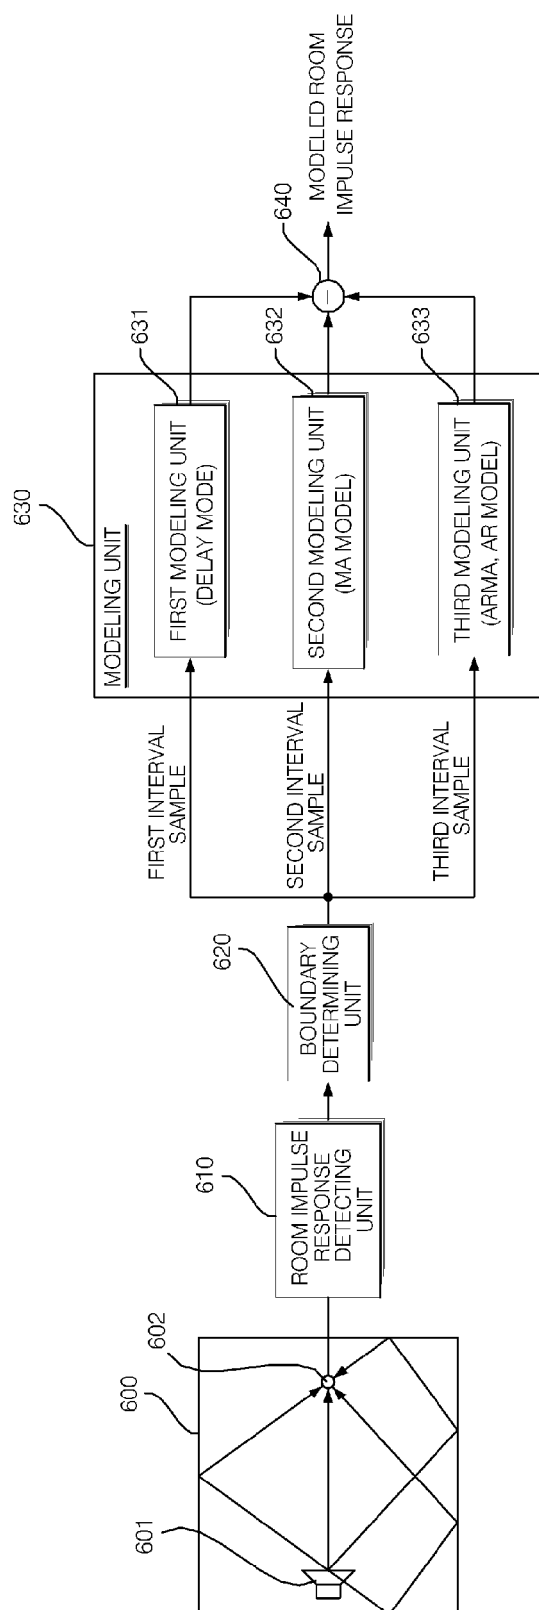 600
602
601
610
ROOM IMPULSE
RESPONSE
DETECTING
UNIT
620
BOUNDARY
DETERMINING
UNIT
FIRST INTERVAL
SAMPLE
SECOND INTERVAL
SAMPLE
THIRD INTERVAL
SAMPLE
630
MODELING UNIT
631
FIRST MODELING UNIT
(DELAY MODE)
632
SECOND MODELING UNIT
(MA MODEL)
633
THIRD MODELING UNIT
(ARMA, AR MODEL)
640
MODELED ROOM
IMPULSE RESPONSE